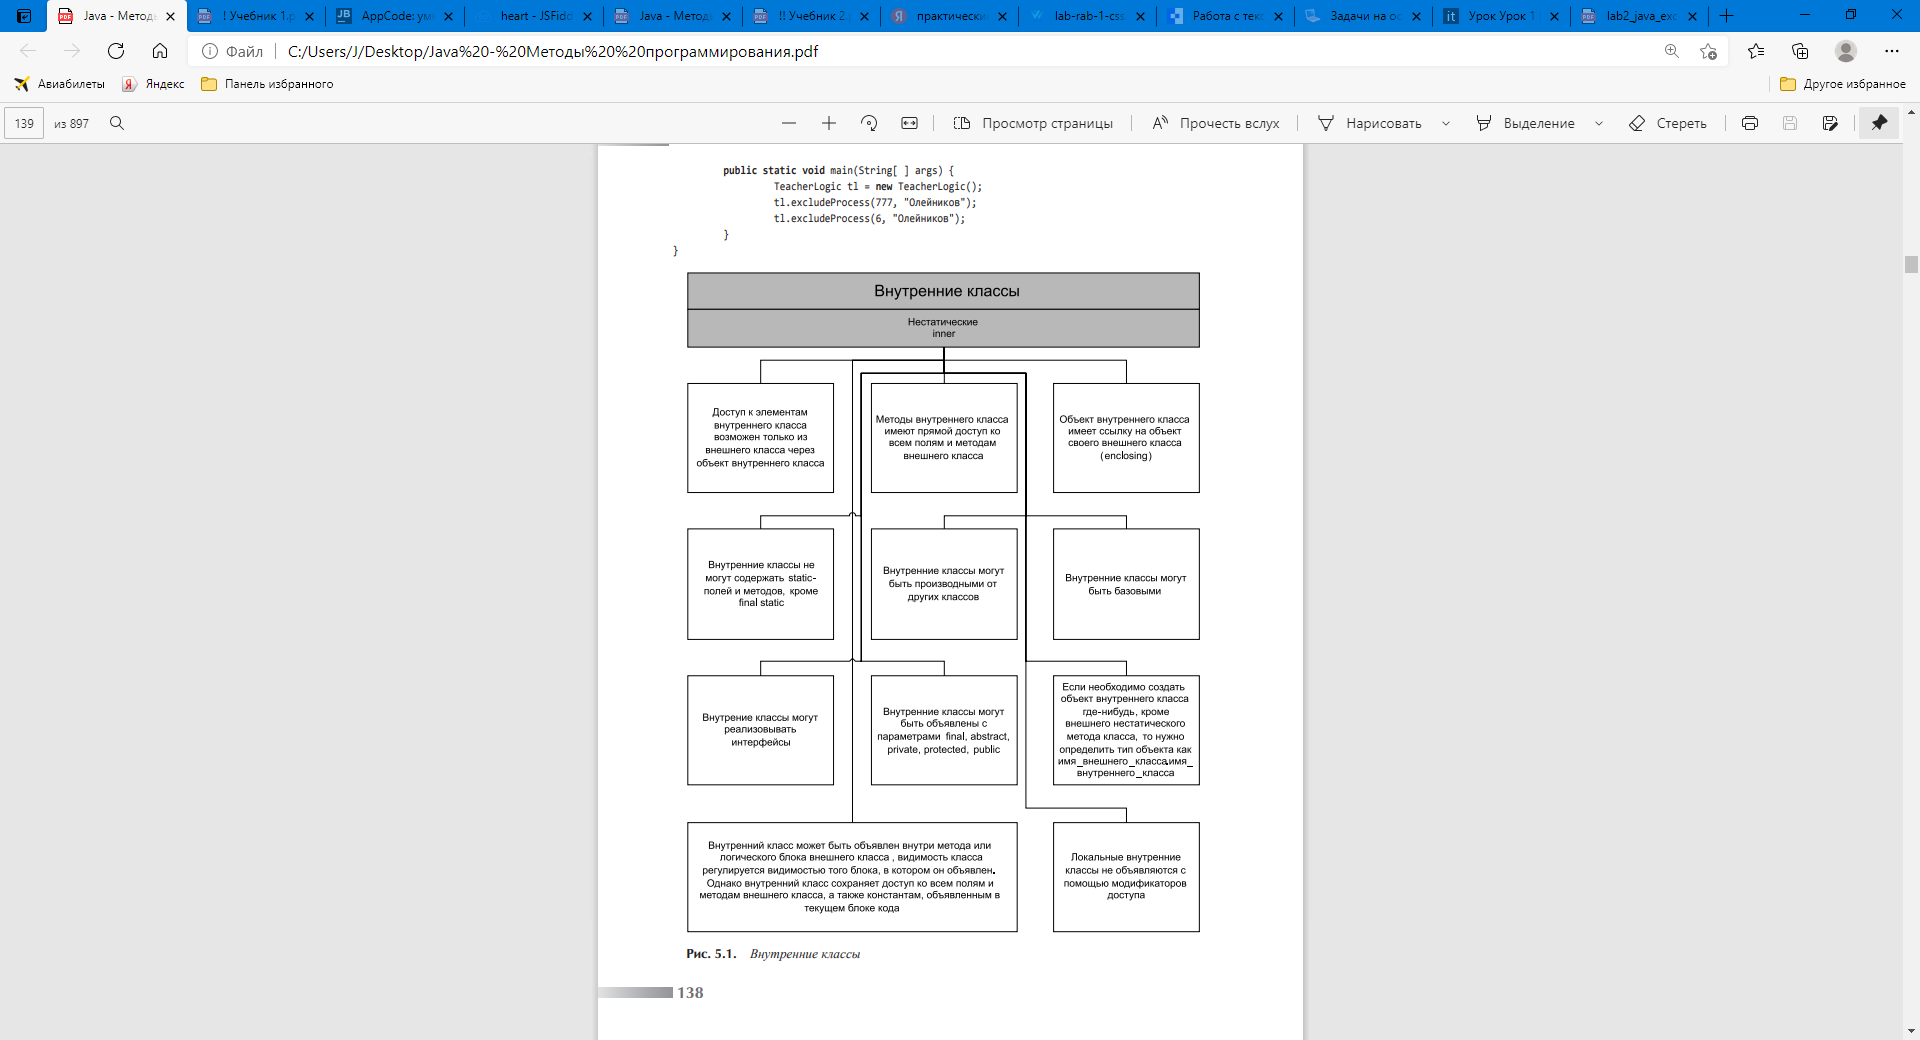 Java - Метод
! Учебник 1.p
AppCode: ум
heart - JSFidd
Java - Метод
!! Учебник 2.
практически
lab-rab-1-css
Работа с текс
Задачи на ос
Урок Урок 1
lab2_java_exc
Файл
C:/Users/J/Desktop/Java%20-%20Методы%20%20программирования.pdf
Авиабилеты
Яндекс
Панель избранного
Другое избранное
139
из 897
Просмотр страницы
Прочесть вслух
Нарисовать
Выделение
Стереть
public static void main(String[ ] args) {
TeacherLogic tl = new TeacherLogic();
tl.excludeProcess(777, "Олейников");
tl.excludeProcess(6, "Олейников");
}
}
Внутренние классы
Нестатические
inner
Доступ к элементам
внутреннего класса
возможен только из
внешнего класса через
объект внутреннего класса
Методы внутреннего класса
имеют прямой доступ ко
всем полям и методам
внешнего класса
Объект внутреннего класса
имеет ссылку на объект
своего внешнего класса
(enclosing)
Внутренние классы не
могут содержать static-
полей и методов, кроме
final static
Внутренние классы могут
быть производными от
других классов
Внутренние классы могут
быть базовыми
Внутрение классы могут
реализовывать
интерфейсы
Внутренние классы могут
быть объявлены с
параметрами final, abstract,
private, protected, public
Если необходимо создать
объект внутреннего класса
где-нибудь, кроме
внешнего нестатического
метода класса, то нужно
определить тип объекта как
имя_внешнего_класса.имя_
внутреннего_класса
Внутренний класс может быть объявлен внутри метода или
логического блока внешнего класса , видимость класса
регулируется видимостью того блока, в котором он объявлен.
Однако внутренний класс сохраняет доступ ко всем полям и
методам внешнего класса, а также константам, объявленным в
текущем блоке кода
Локальные внутренние
классы не объявляются с
помощью модификаторов
доступа
Рис. 5.1. Внутренние классы
138